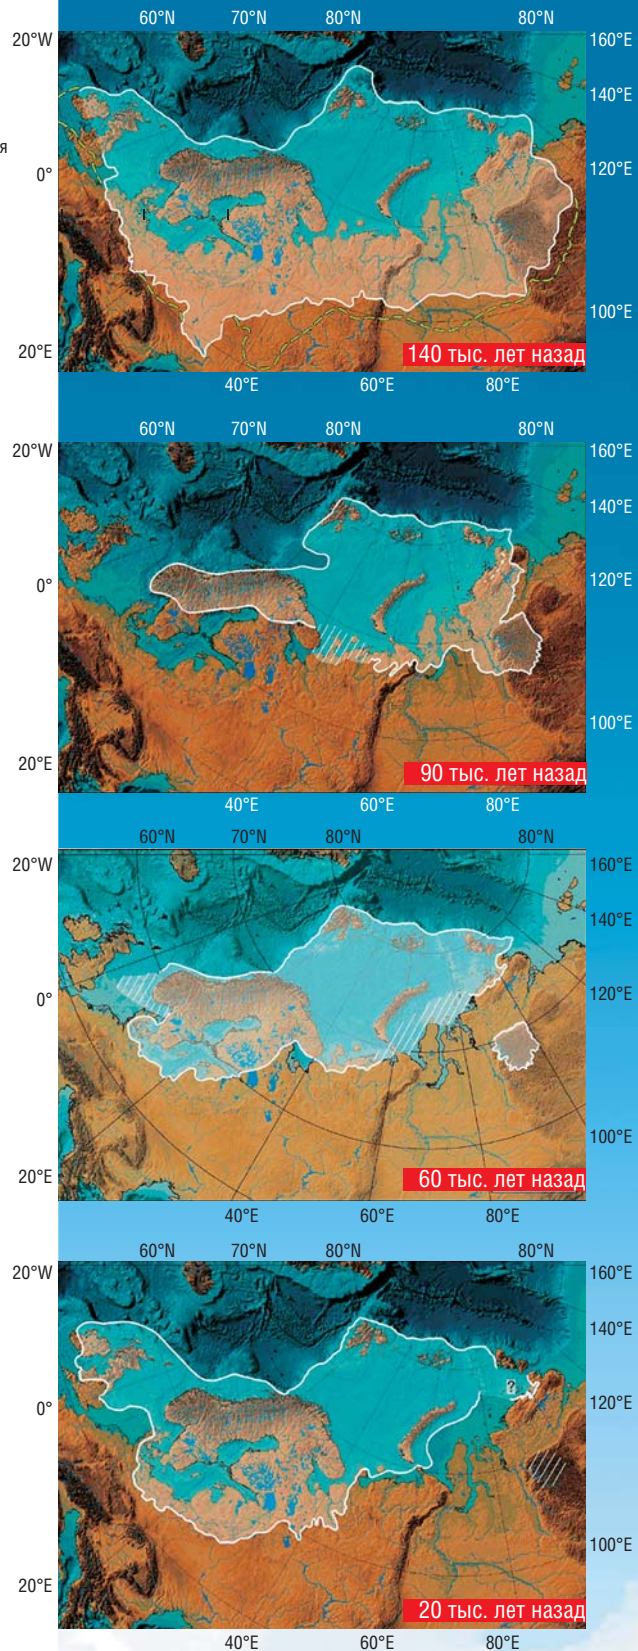 60°N 70°N 80°N 80°N
20°W 160°E
140°E
я
0° 120°E
100°E
20°E 140 тыс. лет назад
40°E 60°E 80°E
60°N 70°N 80°N 80°N
20°W 160°E
140°E
0° 120°E
100°E
20°E 90 тыс. лет назад
40°E 60°E 80°E
60°N 70°N 80°N 80°N
20°W 160°E
140°E
0° 120°E
100°E
20°E 60 тыс. лет назад
40°E 60°E 80°E
60°N 70°N 80°N 80°N
20°W 160°E
140°E
?
0° 120°E
100°E
20°E 20 тыс. лет назад
40°E 60°E 80°E